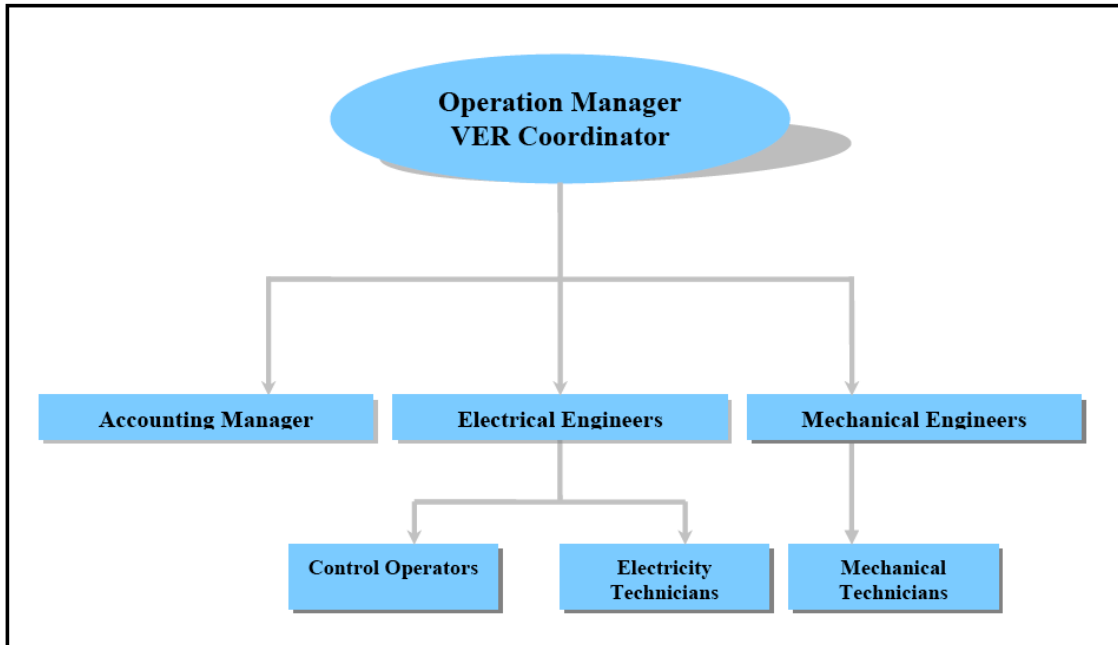 Operation Manager
VER Coordinator
Accounting Manager
Electrical Engineers
Mechanical Engineers
Control Operators
Electricity
Technicians
Mechanical
Technicians